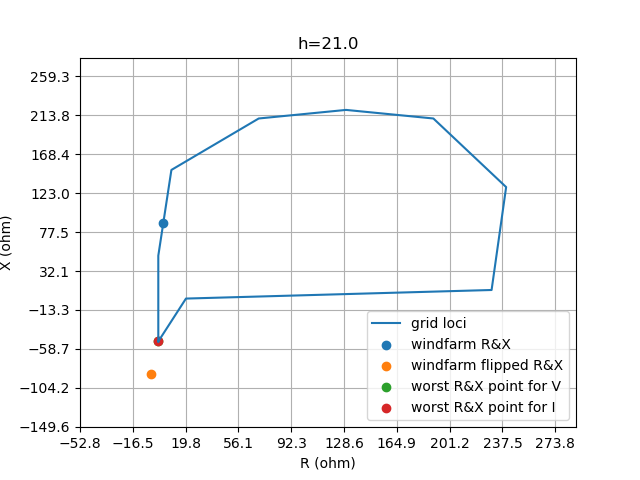 h=21.0
259.3
213.8
168.4
123.0
77.5
32.1
−13.3
−58.7
−104.2
−149.6
X (ohm)
grid loci
windfarm R&X
windfarm flipped R&X
worst R&X point for V
worst R&X point for I
−52.8 −16.5 19.8 56.1 92.3 128.6 164.9 201.2 237.5 273.8
R (ohm)